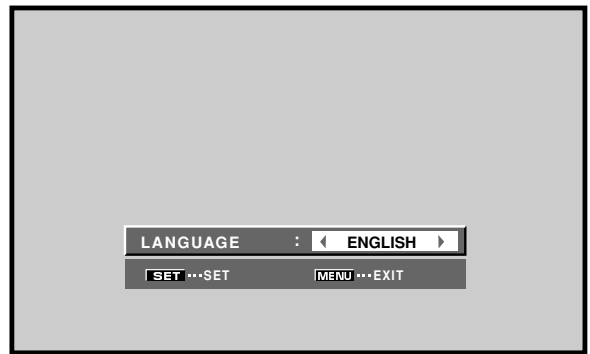 LANGUAGE : ◀ ENGLISH ▶
SET ···SET MENU ···EXIT